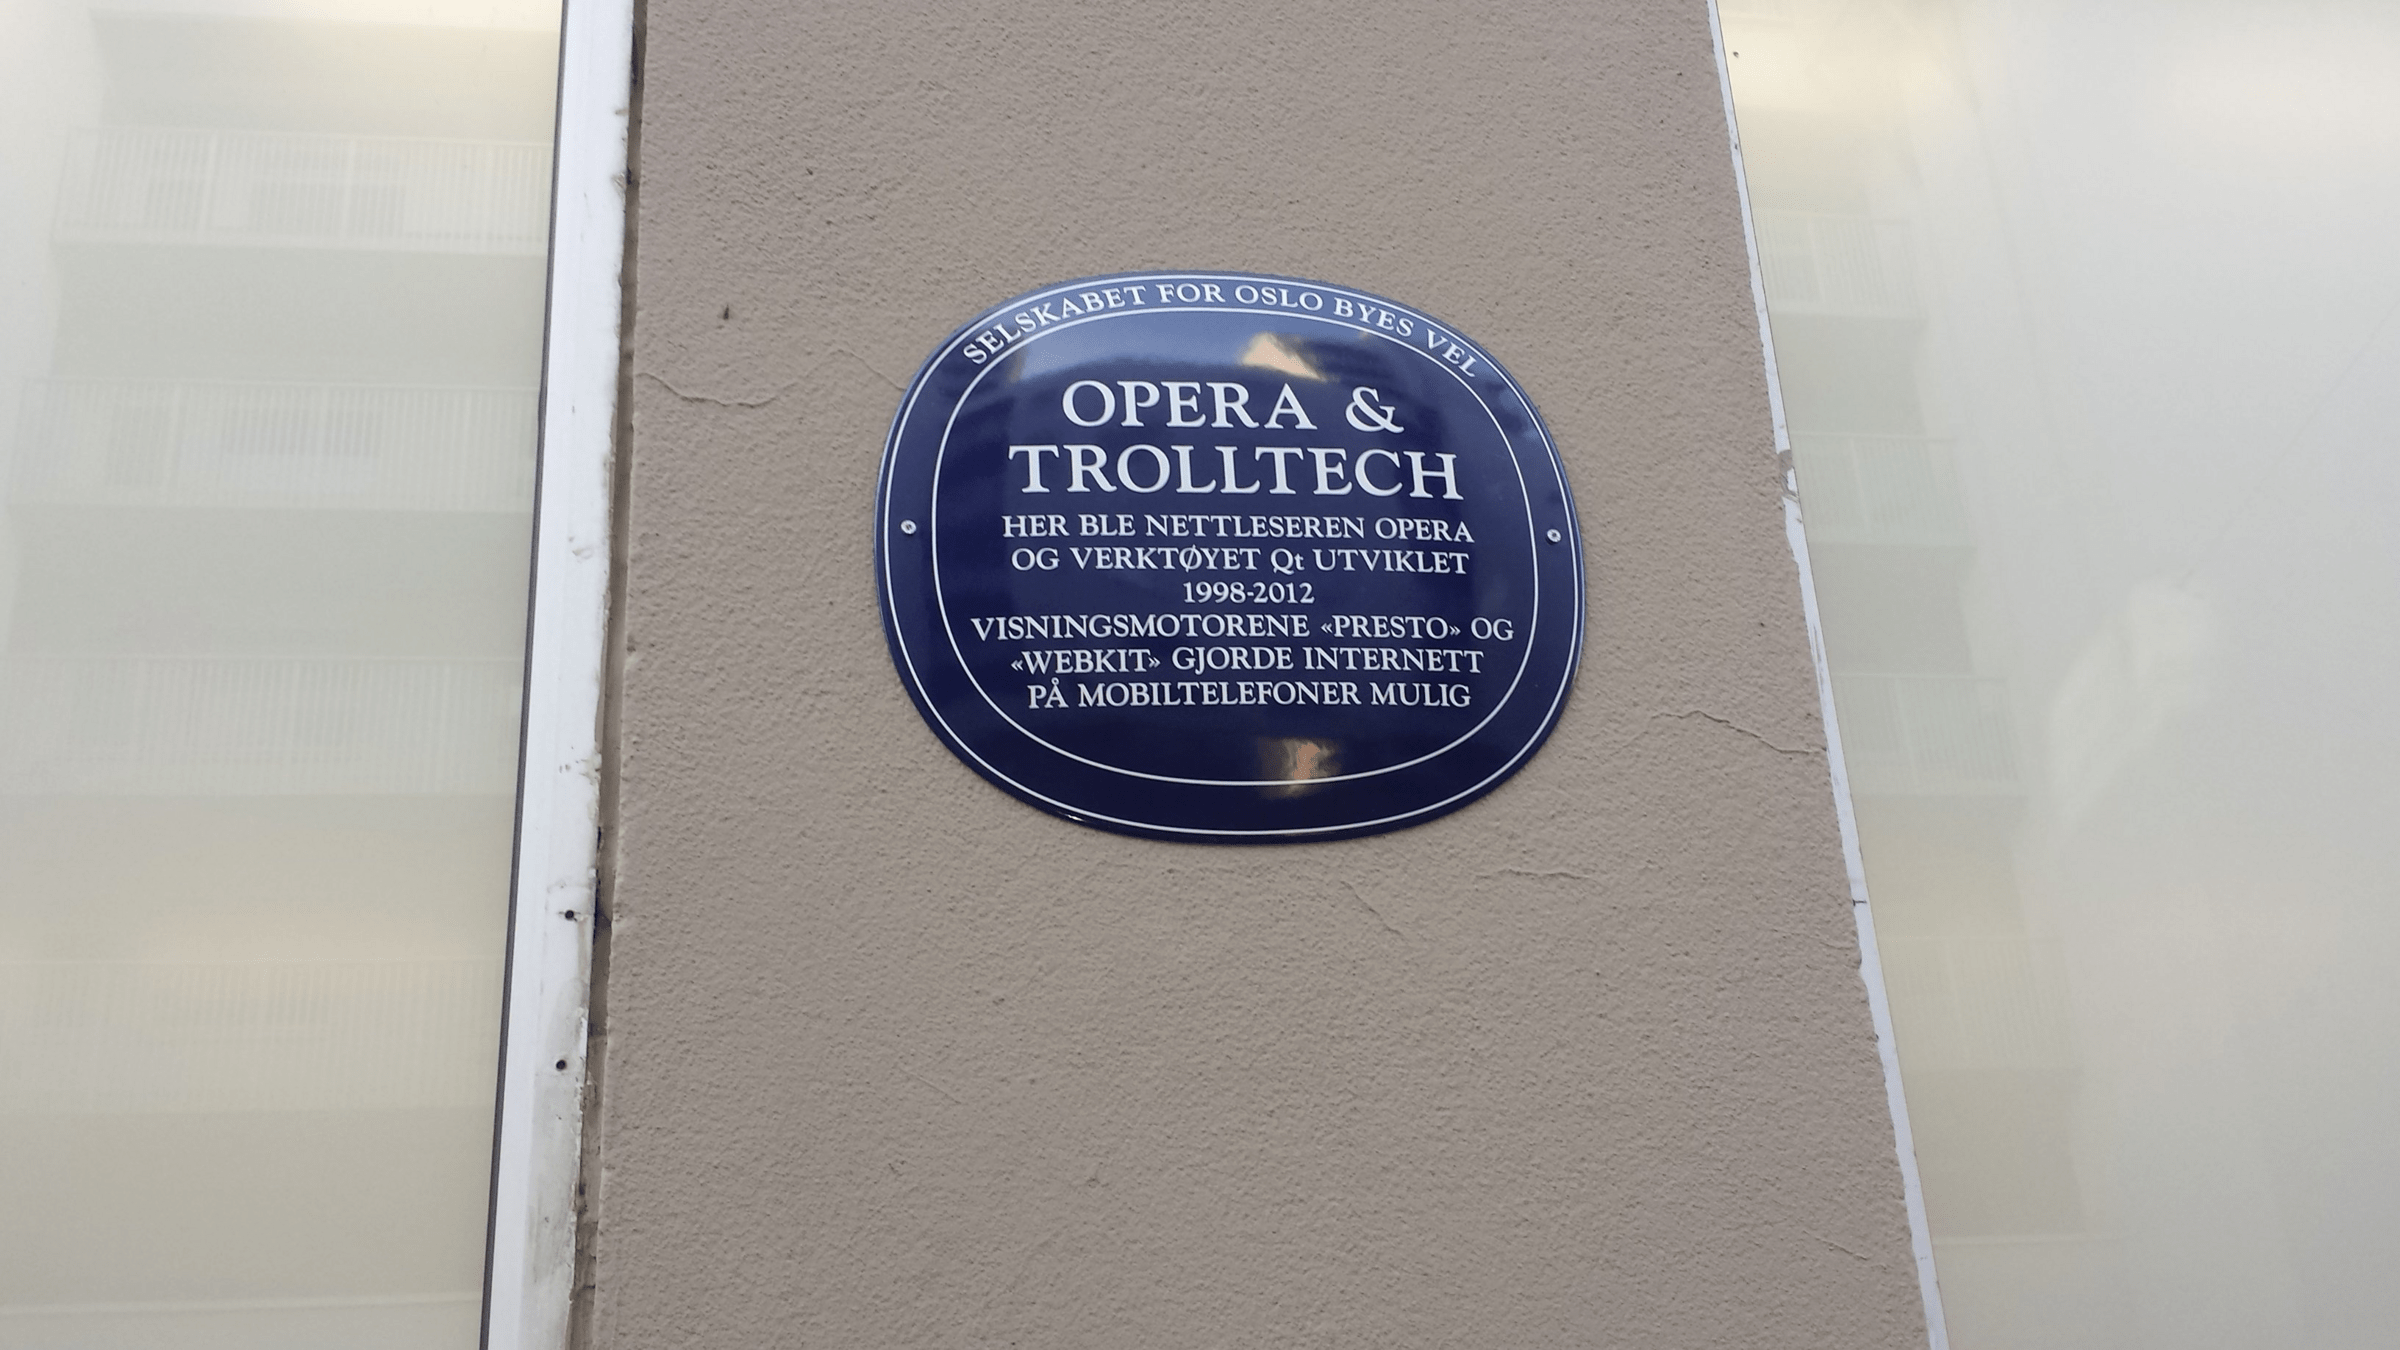 SELSKABET FOR OSLO BYES VEL
OPERA &
TROLLTECH
HER BLE NETTLESEREN OPERA
OG VERKTØYET Qt UTVIKLET
1998-2012
VISNINGSMOTORENE «PRESTO» OG
«WEBKIT» GJORDE INTERNETT
PÅ MOBILTELEFONER MULIG